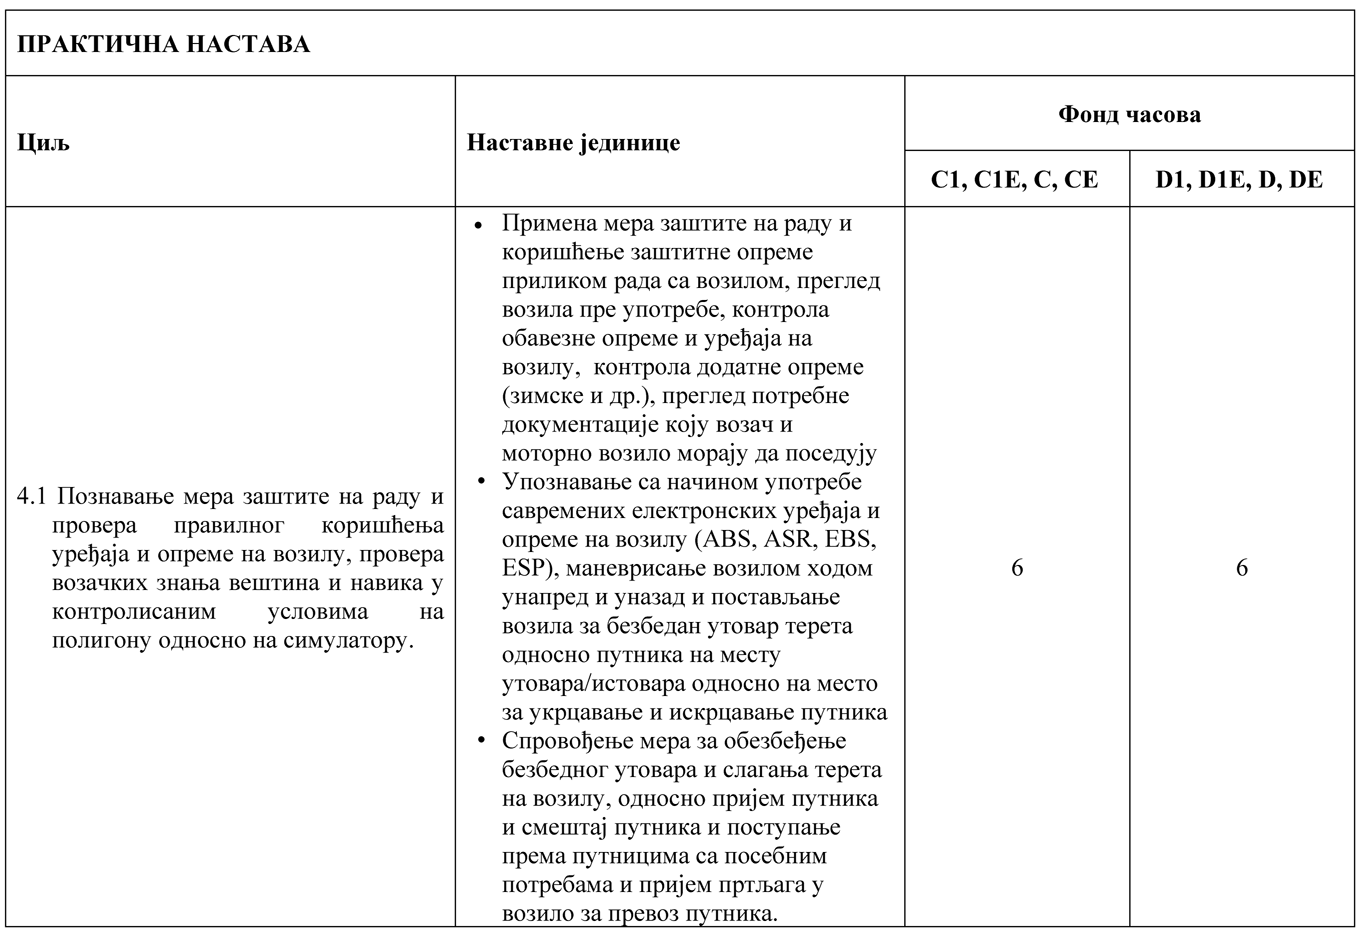 ПРАКТИЧНА НАСТАВА
Циљ
Наставне јединице
Фонд часова
C1, C1E, C, CE
D1, D1E, D, DE
4.1 Познавање мера заштите на раду и
провера правилног коришћења
уређаја и опреме на возилу, провера
возачких знања вештина и навика у
контролисаним условима на
полигону односно на симулатору.
• Примена мера заштите на раду и
коришћење заштитне опреме
приликом рада са возилом, преглед
возила пре употребе, контрола
обавезне опреме и уређаја на
возилу, контрола додатне опреме
(зимске и др.), преглед потребне
документације коју возач и
моторно возило морају да поседују
• Упознавање са начином употребе
савремених електронских уређаја и
опреме на возилу (ABS, ASR, EBS,
ESP), маневрисање возилом ходом
унапред и уназад и постављање
возила за безбедан утовар терета
односно путника на месту
утовара/истовара односно на место
за укрцавање и искрцавање путника
• Спровођење мера за обезбеђење
безбедног утовара и слагања терета
на возилу, односно пријем путника
и смештај путника и поступање
према путницима са посебним
потребама и пријем пртљага у
возило за превоз путника.
6
6